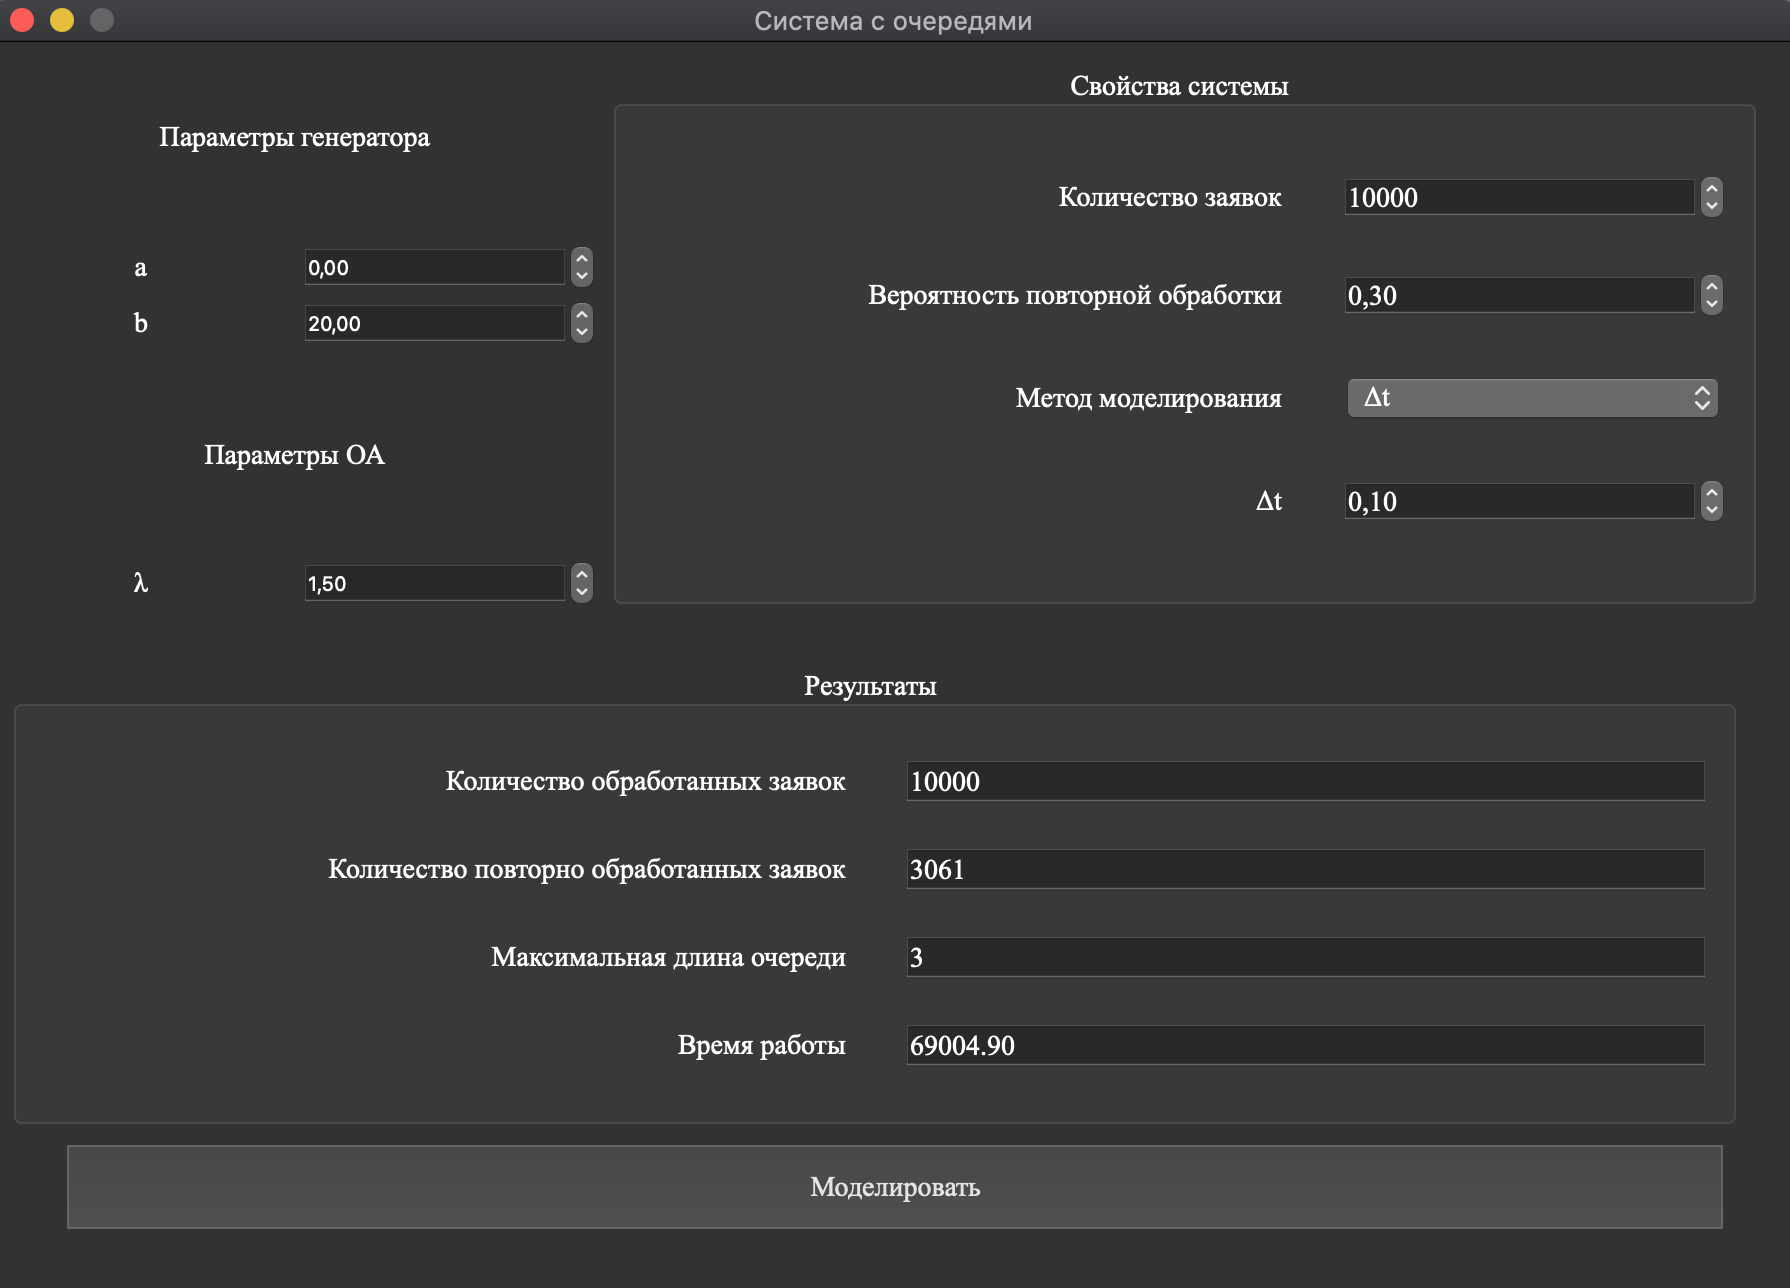 Система с очередями
Параметры генератора
a 0,00
b 20,00
Параметры ОА
λ 1,50
Свойства системы
Количество заявок 10000
Вероятность повторной обработки 0,30
Метод моделирования Δt
Δt 0,10
Результаты
Количество обработанных заявок 10000
Количество повторно обработанных заявок 3061
Максимальная длина очереди 3
Время работы 69004.90
Моделировать